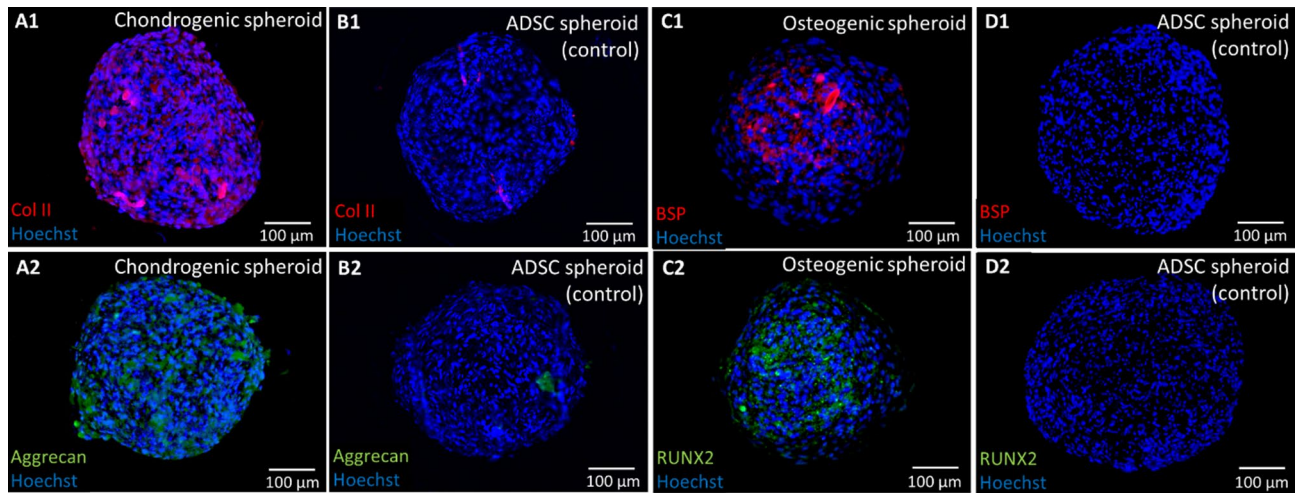 A1
Chondrogenic spheroid
Col II
Hoechst
100 µm
B1
ADSC spheroid
(control)
Col II
Hoechst
100 µm
C1
Osteogenic spheroid
BSP
Hoechst
100 µm
D1
ADSC spheroid
(control)
BSP
Hoechst
100 µm
A2
Chondrogenic spheroid
Aggrecan
Hoechst
100 µm
B2
ADSC spheroid
(control)
Aggrecan
Hoechst
100 µm
C2
Osteogenic spheroid
RUNX2
Hoechst
100 µm
D2
ADSC spheroid
(control)
RUNX2
Hoechst
100 µm